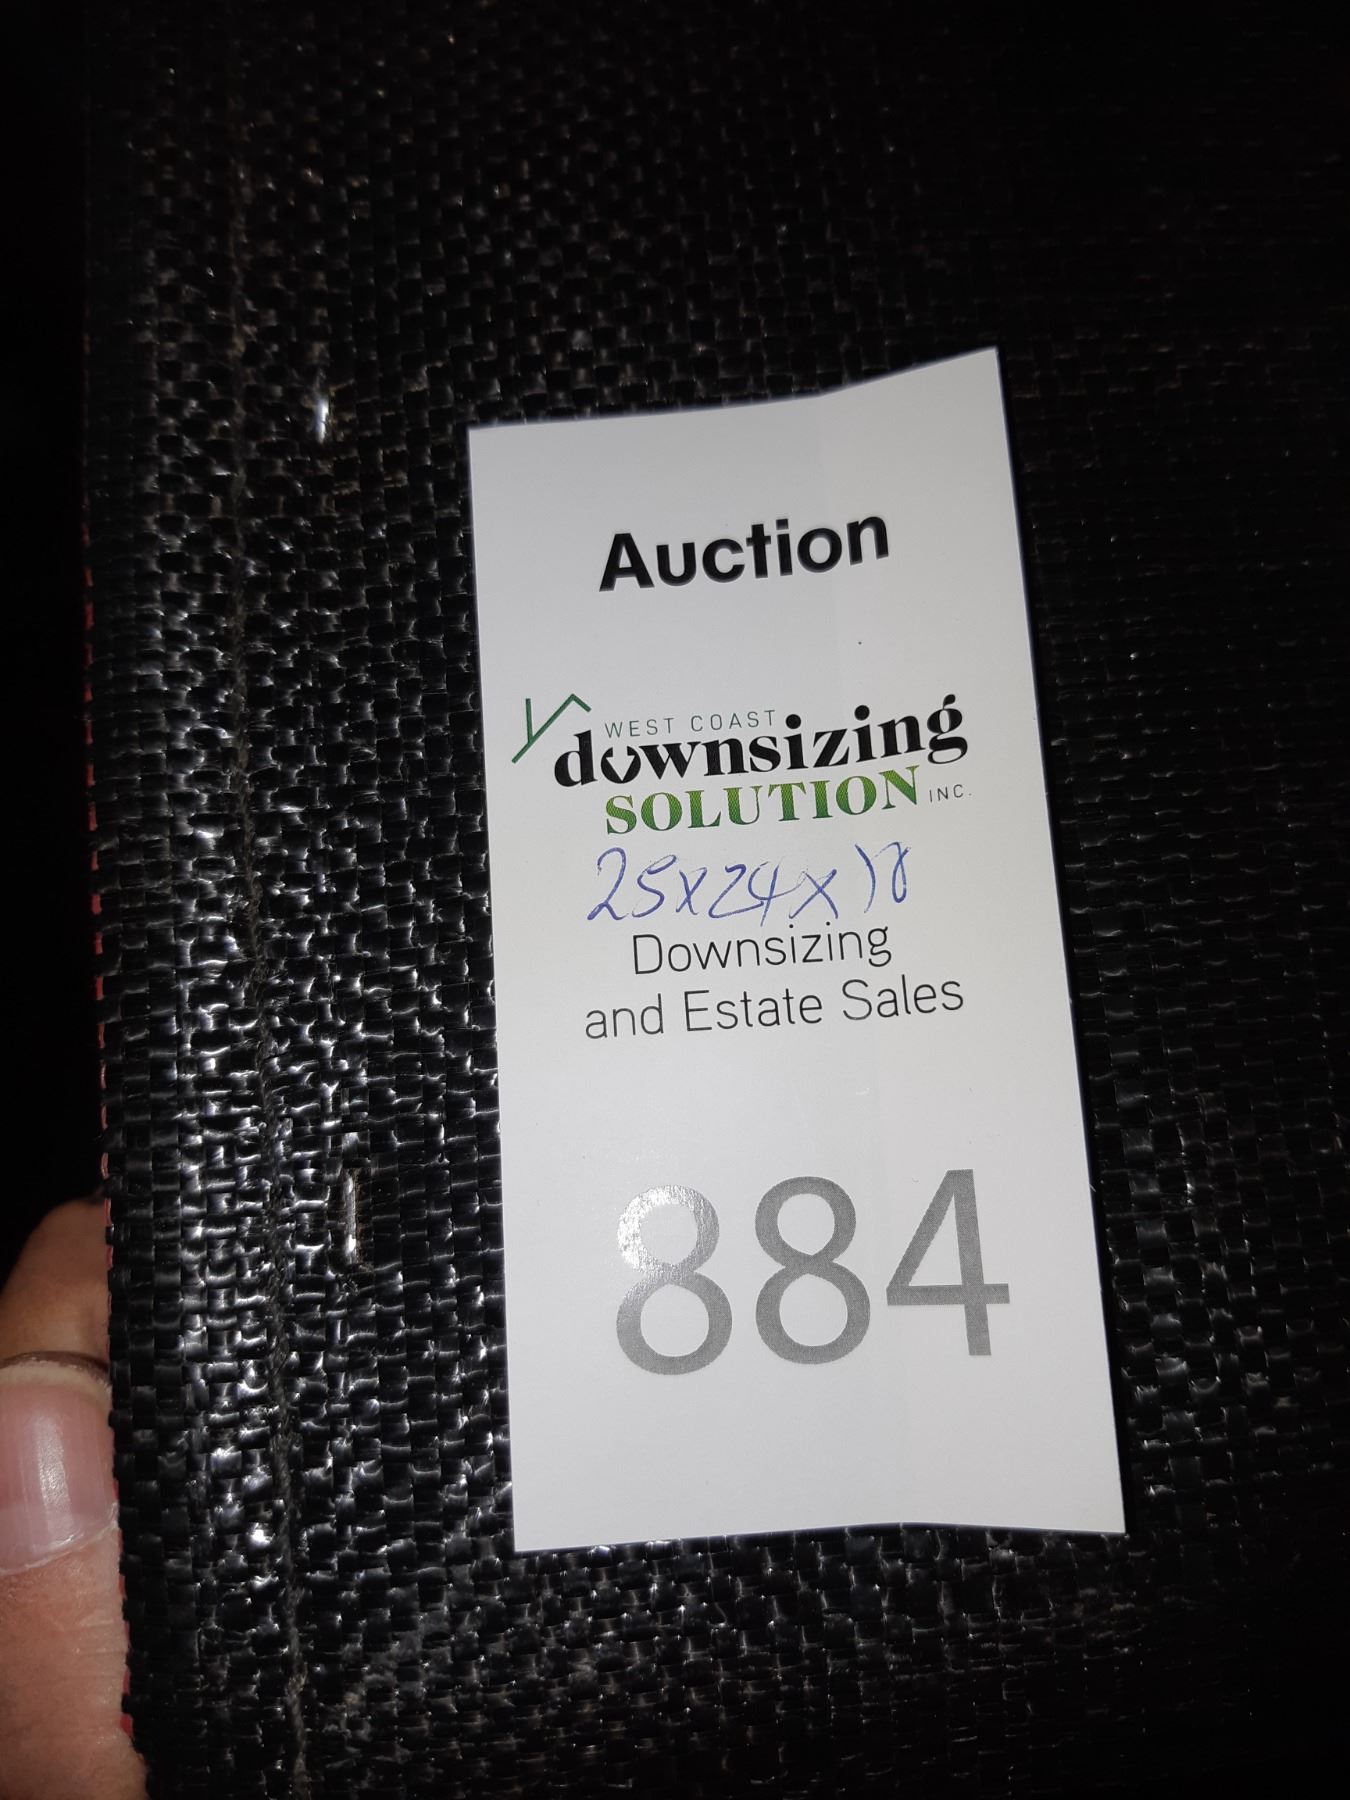 Auction
WEST COAST
downsizing
SOLUTION INC.
25x24x18
Downsizing
and Estate Sales
884